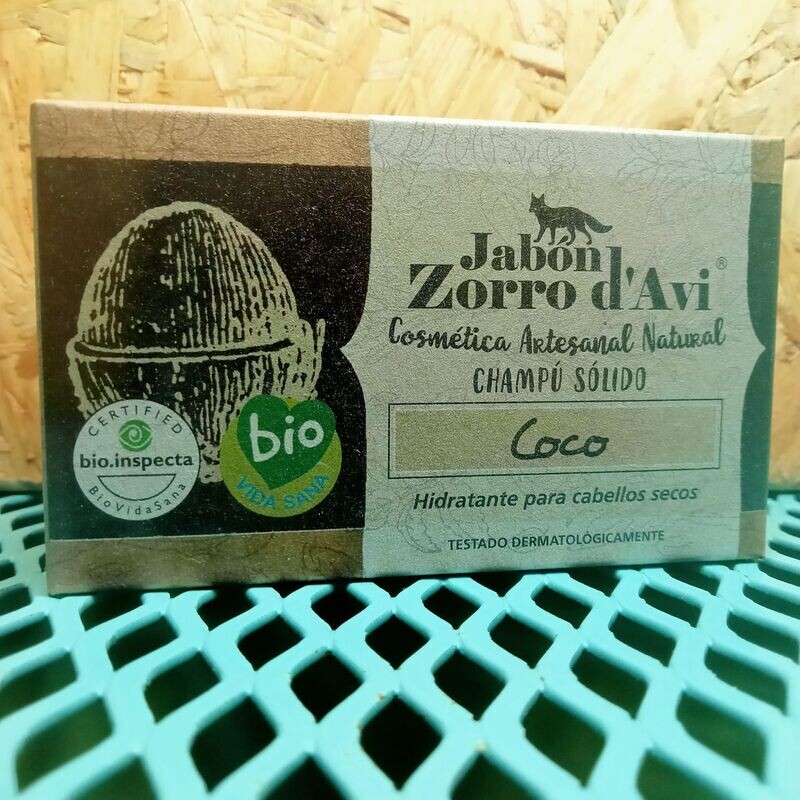 Jabón
Zorro d'Avi®
Cosmética Artesanal Natural
CHAMPÚ SÓLIDO
Coco
Hidratante para cabellos secos
TESTADO DERMATOLÓGICAMENTE
CERTIFIED
bio.inspecta
BioVidaSana
bio
VIDA SANA